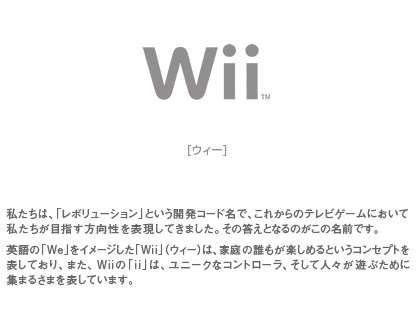 Wii™
[ウィー]
私たちは、「レボリューション」という開発コード名で、これからのテレビゲームにおいて
私たちが目指す方向性を表現してきました。その答えとなるのがこの名前です。
英語の「We」をイメージした「Wii」(ウィー)は、家庭の誰もが楽しめるというコンセプトを
表しており、また、Wiiの「ii」は、ユニークなコントローラ、そして人々が遊ぶために
集まるさまを表しています。